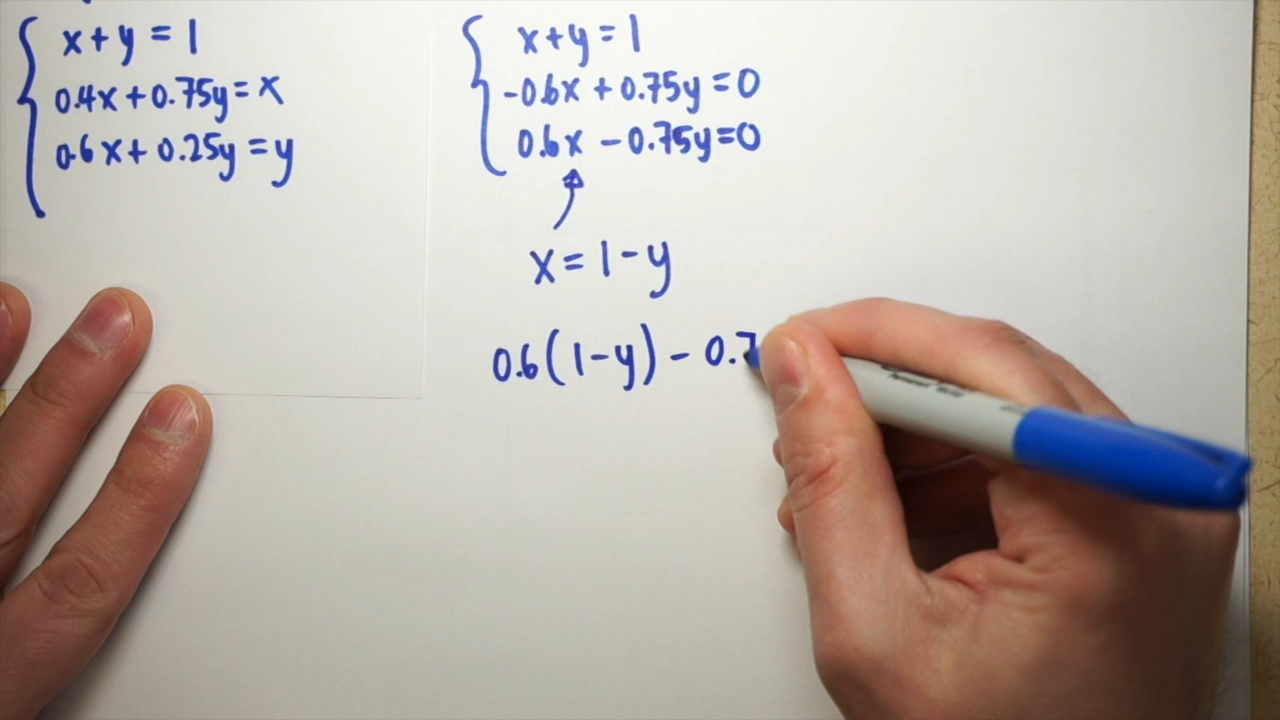 x+y=1
0.4x+0.75y=x
0.6x+0.25y=y
x+y=1
-0.6x+0.75y=0
0.6x-0.75y=0
x=1-y
0.6(1-y)-0.7